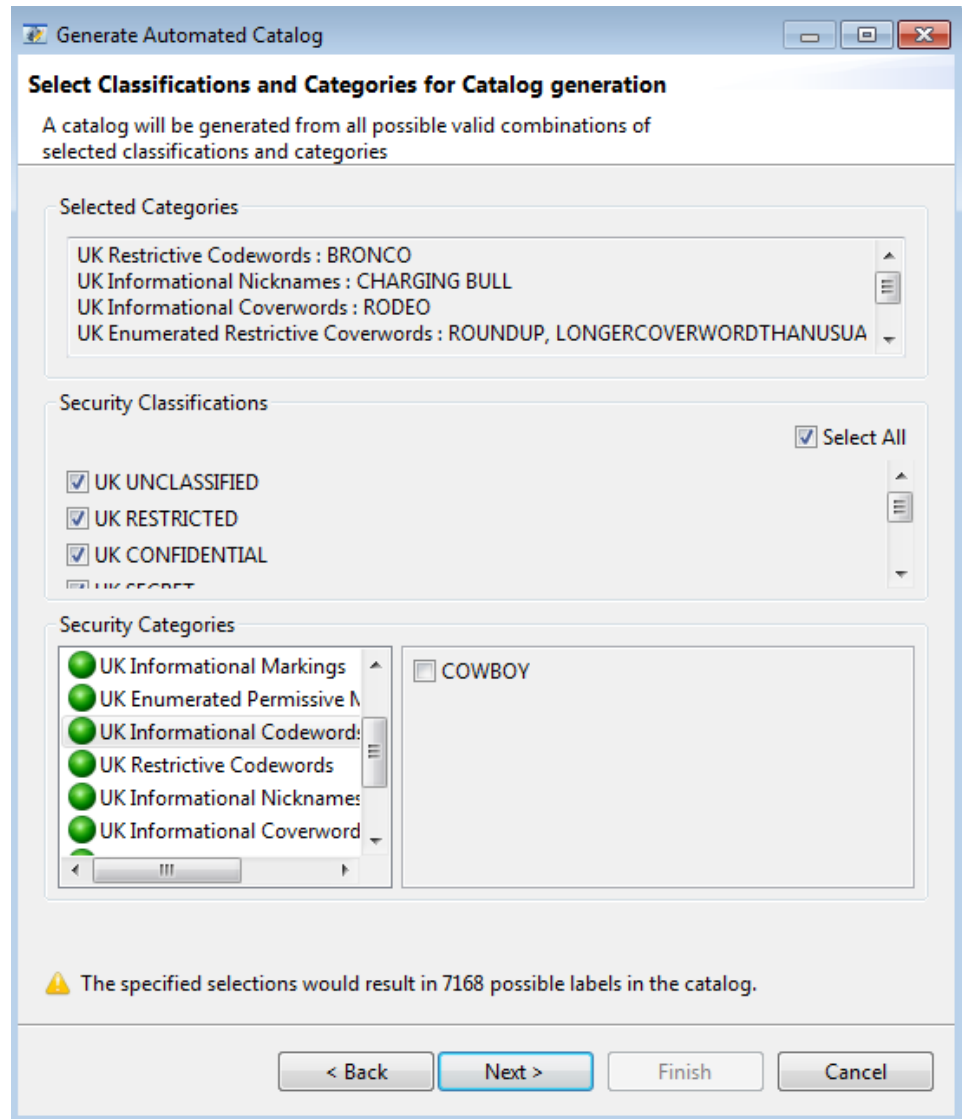 Generate Automated Catalog
Select Classifications and Categories for Catalog generation
A catalog will be generated from all possible valid combinations of
selected classifications and categories
Selected Categories
UK Restrictive Codewords : BRONCO
UK Informational Nicknames : CHARGING BULL
UK Informational Coverwords : RODEO
UK Enumerated Restrictive Coverwords : ROUNDUP, LONGERCOVERWORDTHANUSUA
Security Classifications
Select All
UK UNCLASSIFIED
UK RESTRICTED
UK CONFIDENTIAL
UK SECRET
Security Categories
UK Informational Markings
UK Enumerated Permissive M
UK Informational Codewords
UK Restrictive Codewords
UK Informational Nicknames
UK Informational Coverword
COWBOY
The specified selections would result in 7168 possible labels in the catalog.
< Back
Next >
Finish
Cancel